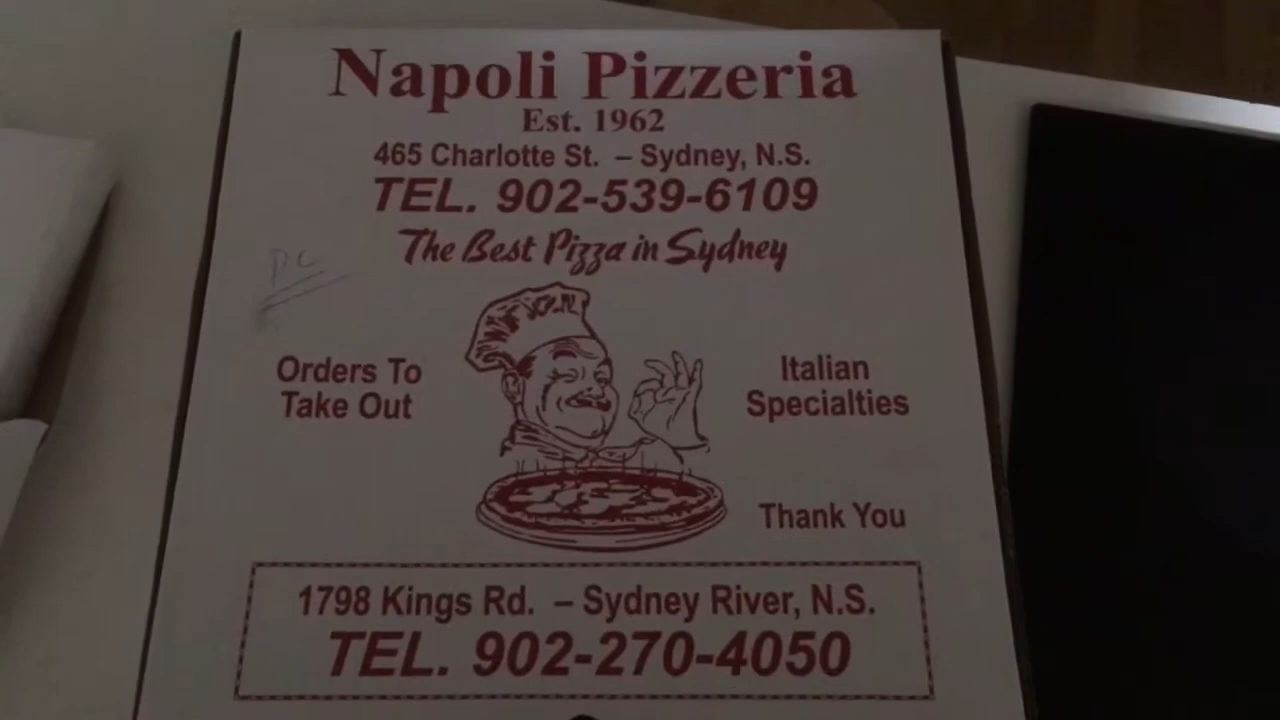 Napoli Pizzeria
Est. 1962
465 Charlotte St. – Sydney, N.S.
TEL. 902-539-6109
The Best Pizza in Sydney
Orders To
Take Out
Italian
Specialties
Thank You
1798 Kings Rd. – Sydney River, N.S.
TEL. 902-270-4050